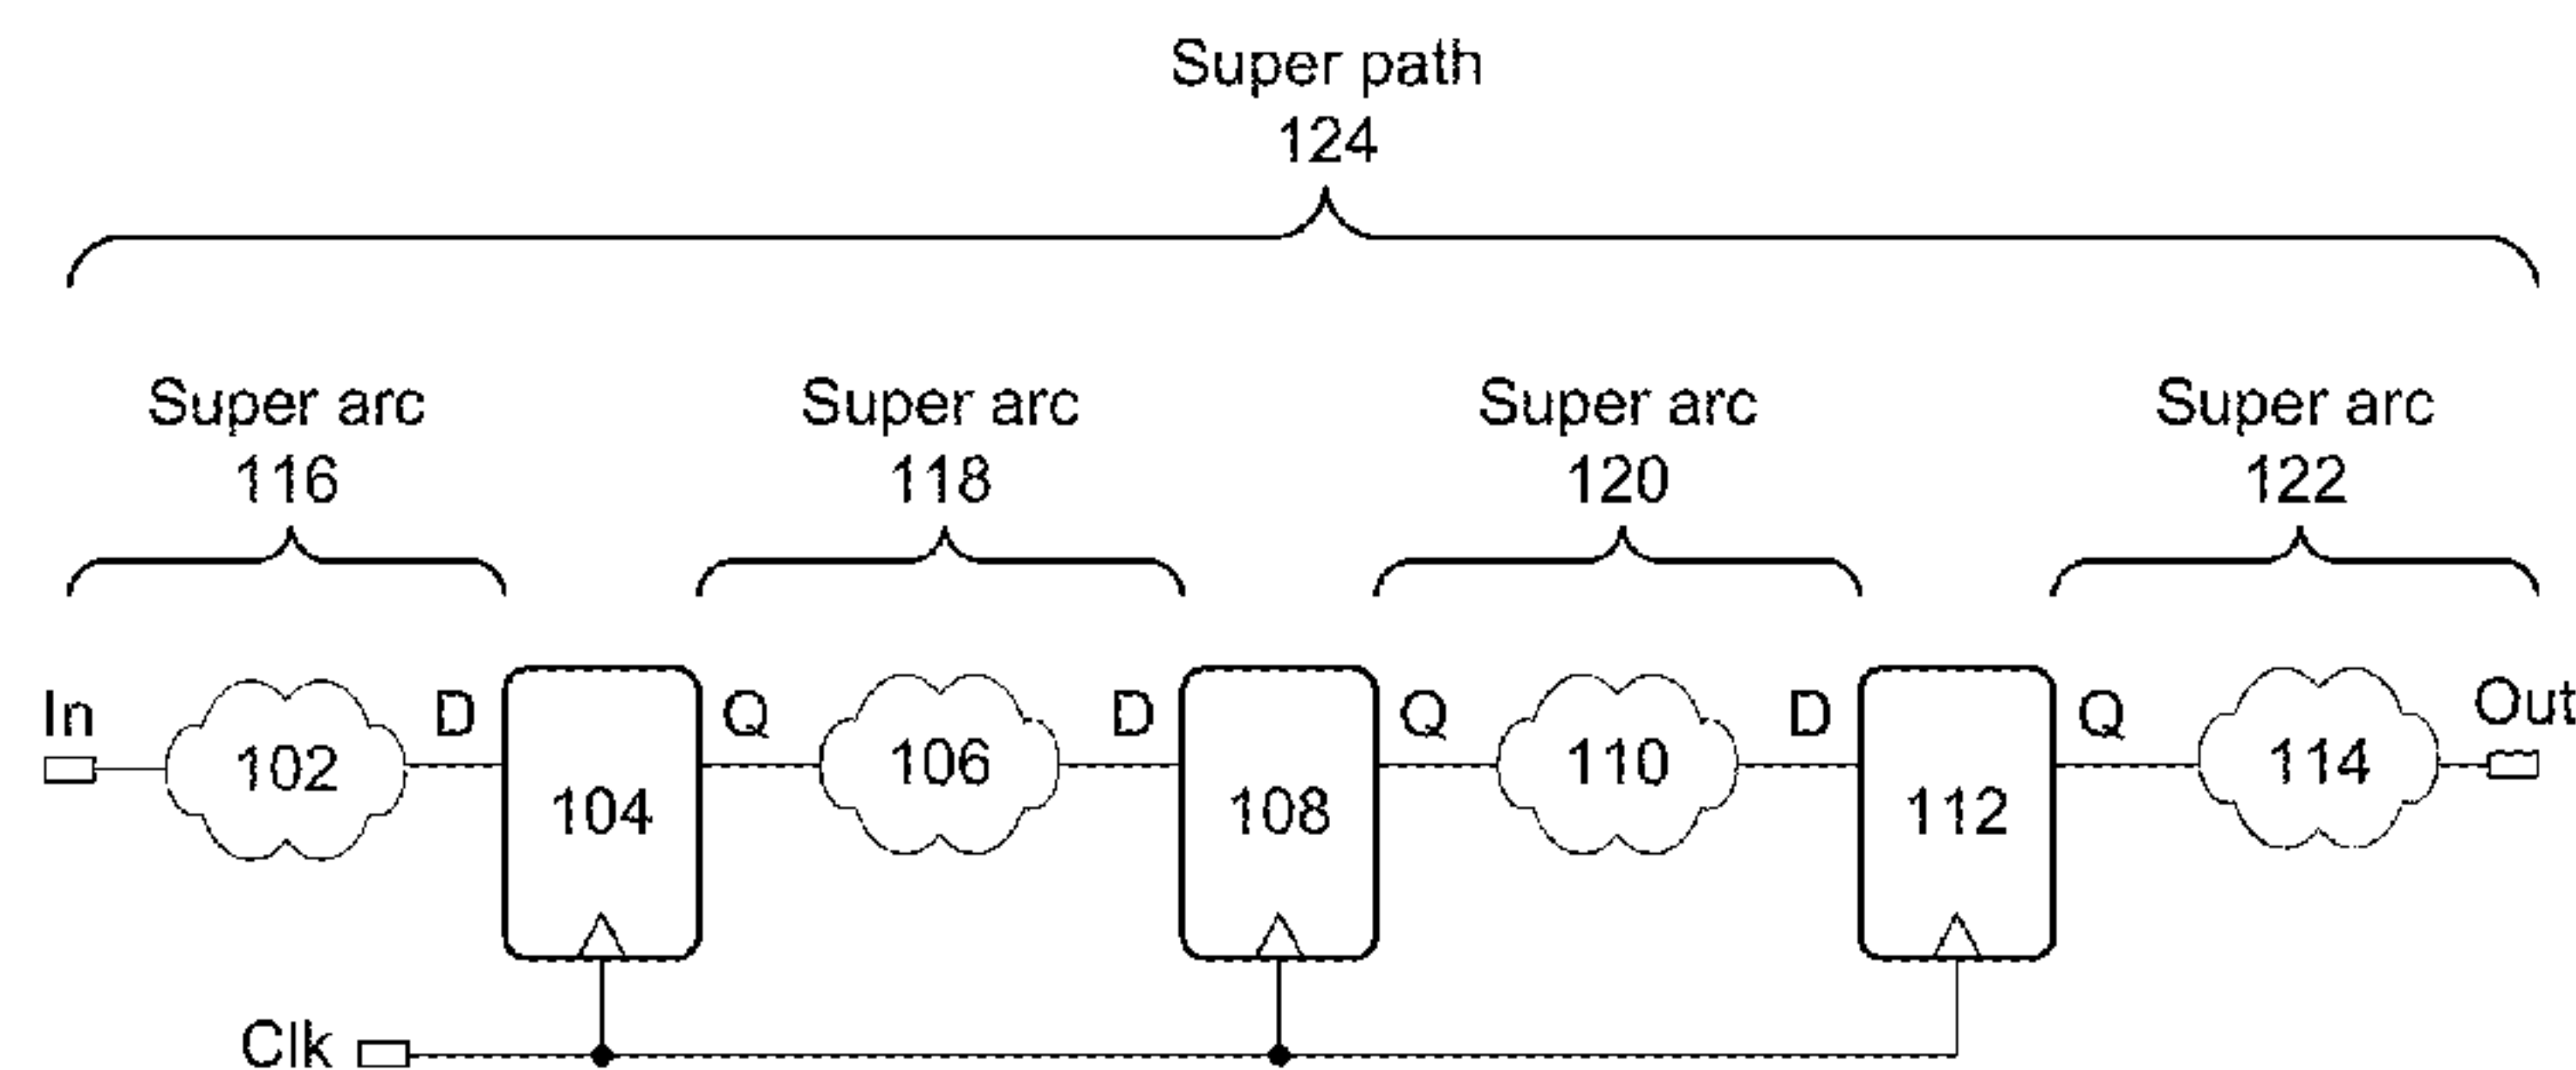 Super path
124
Super arc Super arc Super arc Super arc
116 118 120 122
In 102 D 104 Q 106 D 108 Q 110 D 112 Q 114 Out
Clk